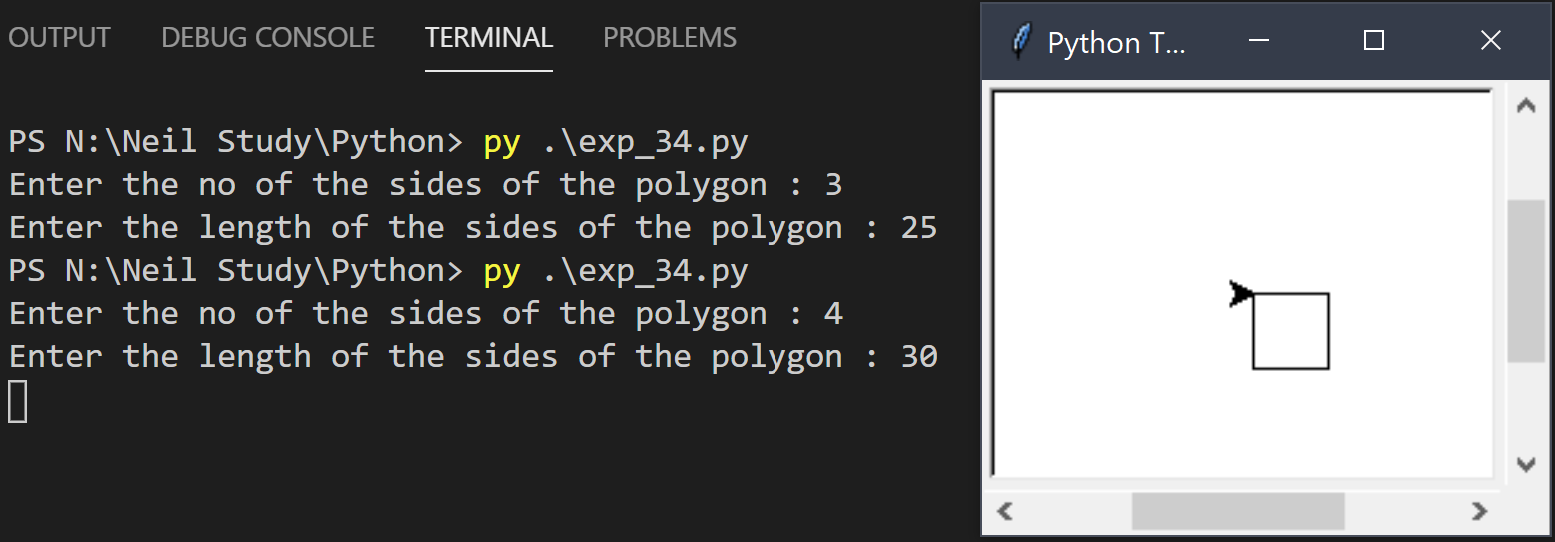 OUTPUT DEBUG CONSOLE TERMINAL PROBLEMS
PS N:\Neil Study\Python> py .\exp_34.py
Enter the no of the sides of the polygon : 3
Enter the length of the sides of the polygon : 25
PS N:\Neil Study\Python> py .\exp_34.py
Enter the no of the sides of the polygon : 4
Enter the length of the sides of the polygon : 30
Python T...